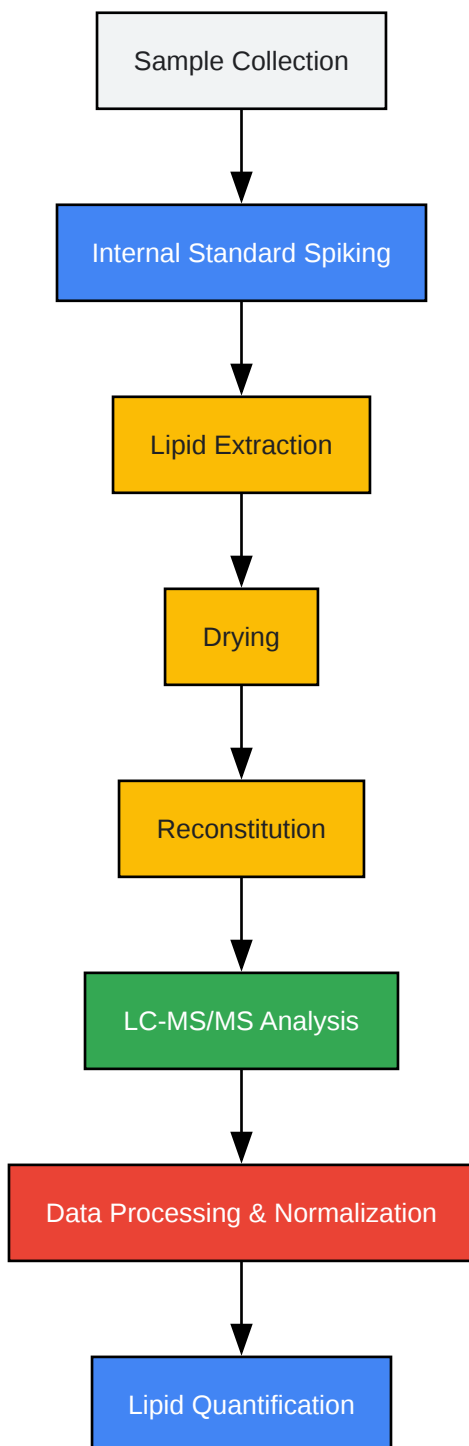 Sample Collection
Internal Standard Spiking
Lipid Extraction
Drying
Reconstitution
LC-MS/MS Analysis
Data Processing & Normalization
Lipid Quantification